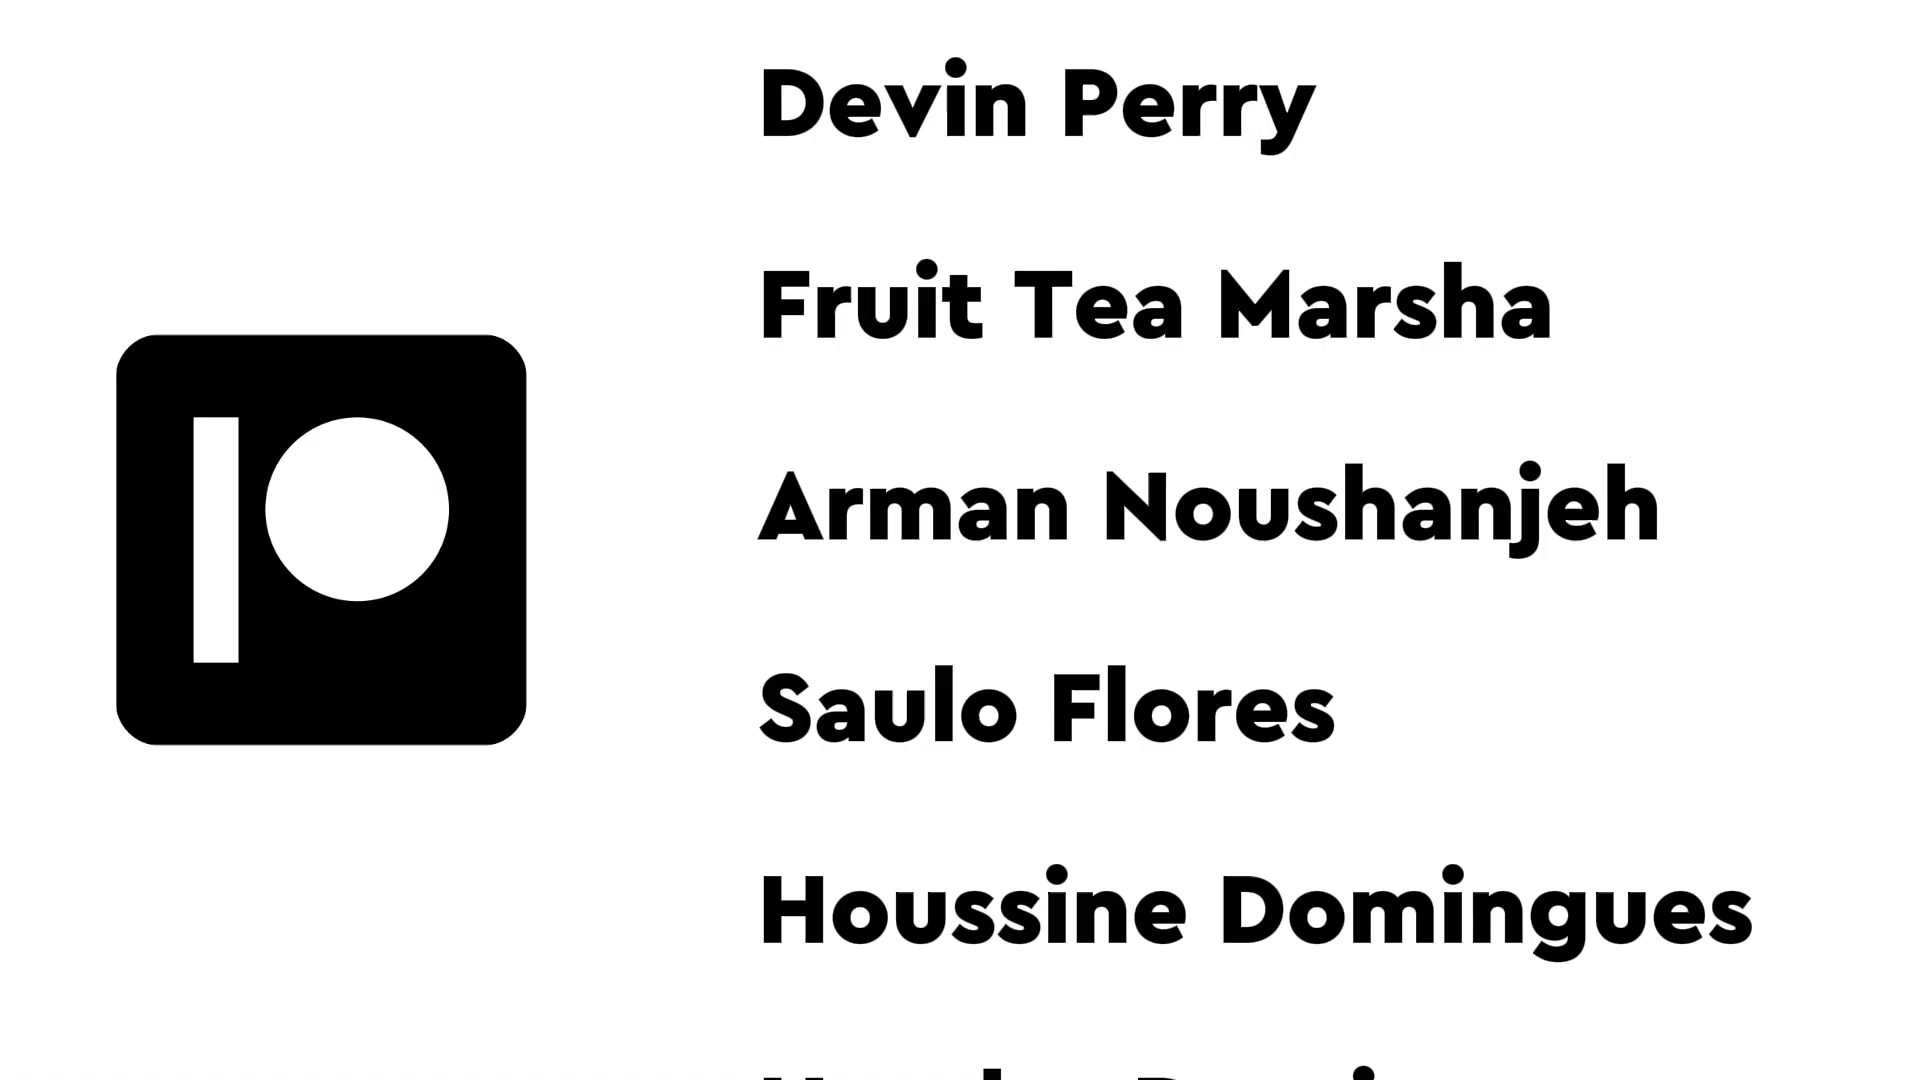 Devin Perry
Fruit Tea Marsha
Arman Noushanjeh
Saulo Flores
Houssine Domingues